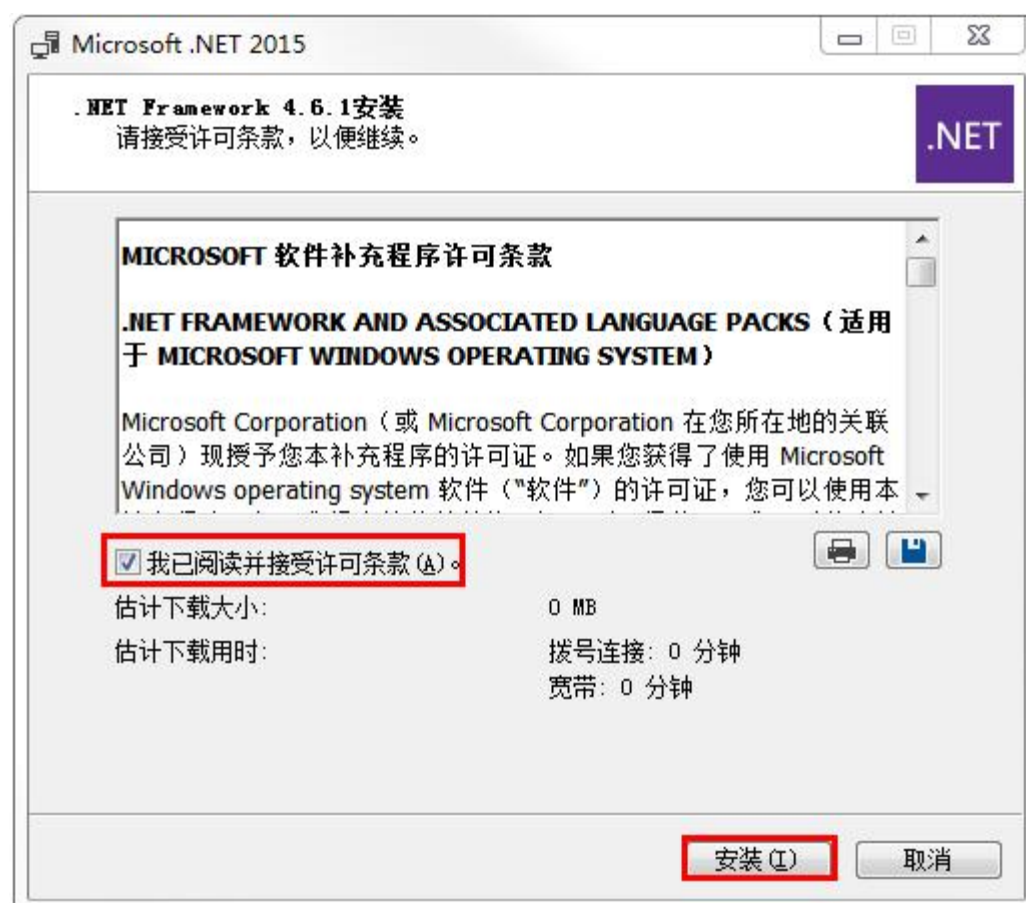 Microsoft .NET 2015
.NET Framework 4.6.1安装
请接受许可条款，以便继续。
.NET
MICROSOFT 软件补充程序许可条款
.NET FRAMEWORK AND ASSOCIATED LANGUAGE PACKS（适用
于 MICROSOFT WINDOWS OPERATING SYSTEM）
Microsoft Corporation（或 Microsoft Corporation 在您所在地的关联
公司）现授予您本补充程序的许可证。如果您获得了使用 Microsoft
Windows operating system 软件（“软件”）的许可证，您可以使用本
我已阅读并接受许可条款(A)。
估计下载大小: 0 MB
估计下载用时: 拨号连接: 0 分钟
宽带: 0 分钟
安装(I) 取消